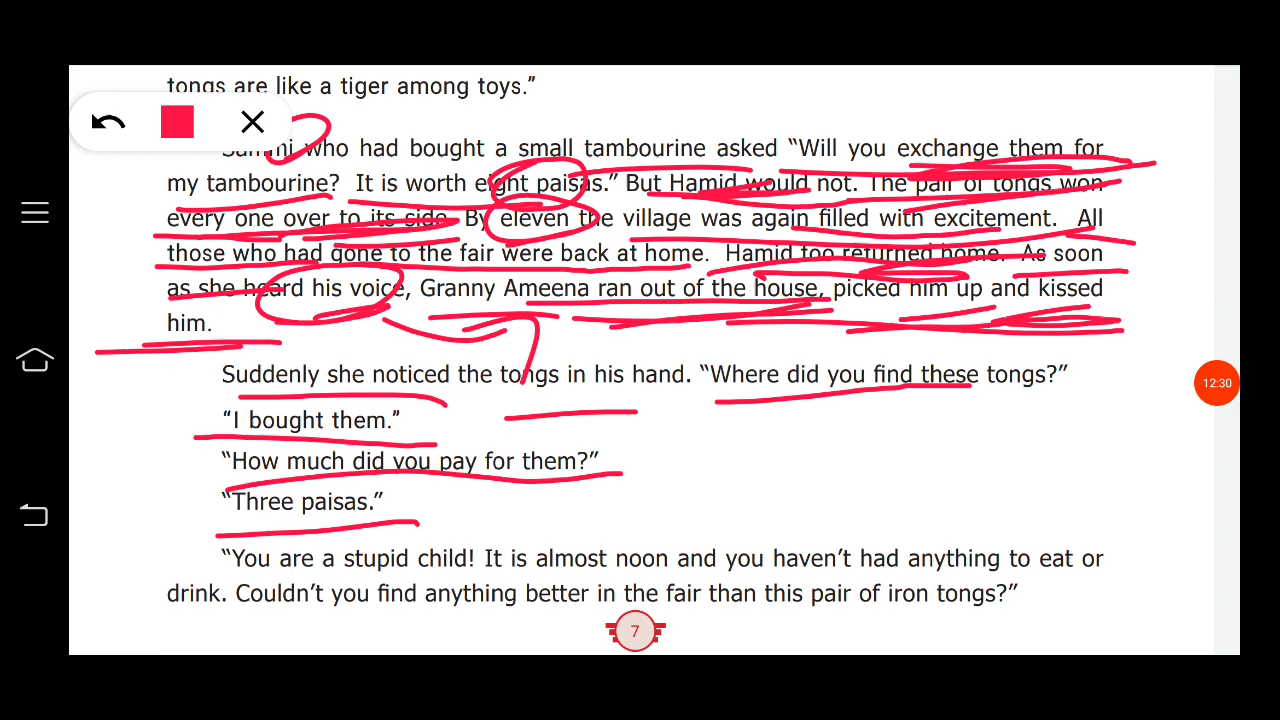 tongs are like a tiger among toys.”
Sammi who had bought a small tambourine asked “Will you exchange them for
my tambourine? It is worth eight paisas.” But Hamid would not. The pair of tongs won
every one over to its side. By eleven the village was again filled with excitement. All
those who had gone to the fair were back at home. Hamid too returned home. As soon
as she heard his voice, Granny Ameena ran out of the house, picked him up and kissed
him.
Suddenly she noticed the tongs in his hand. “Where did you find these tongs?”
“I bought them.”
“How much did you pay for them?”
“Three paisas.”
“You are a stupid child! It is almost noon and you haven’t had anything to eat or
drink. Couldn’t you find anything better in the fair than this pair of iron tongs?”
7
12:30